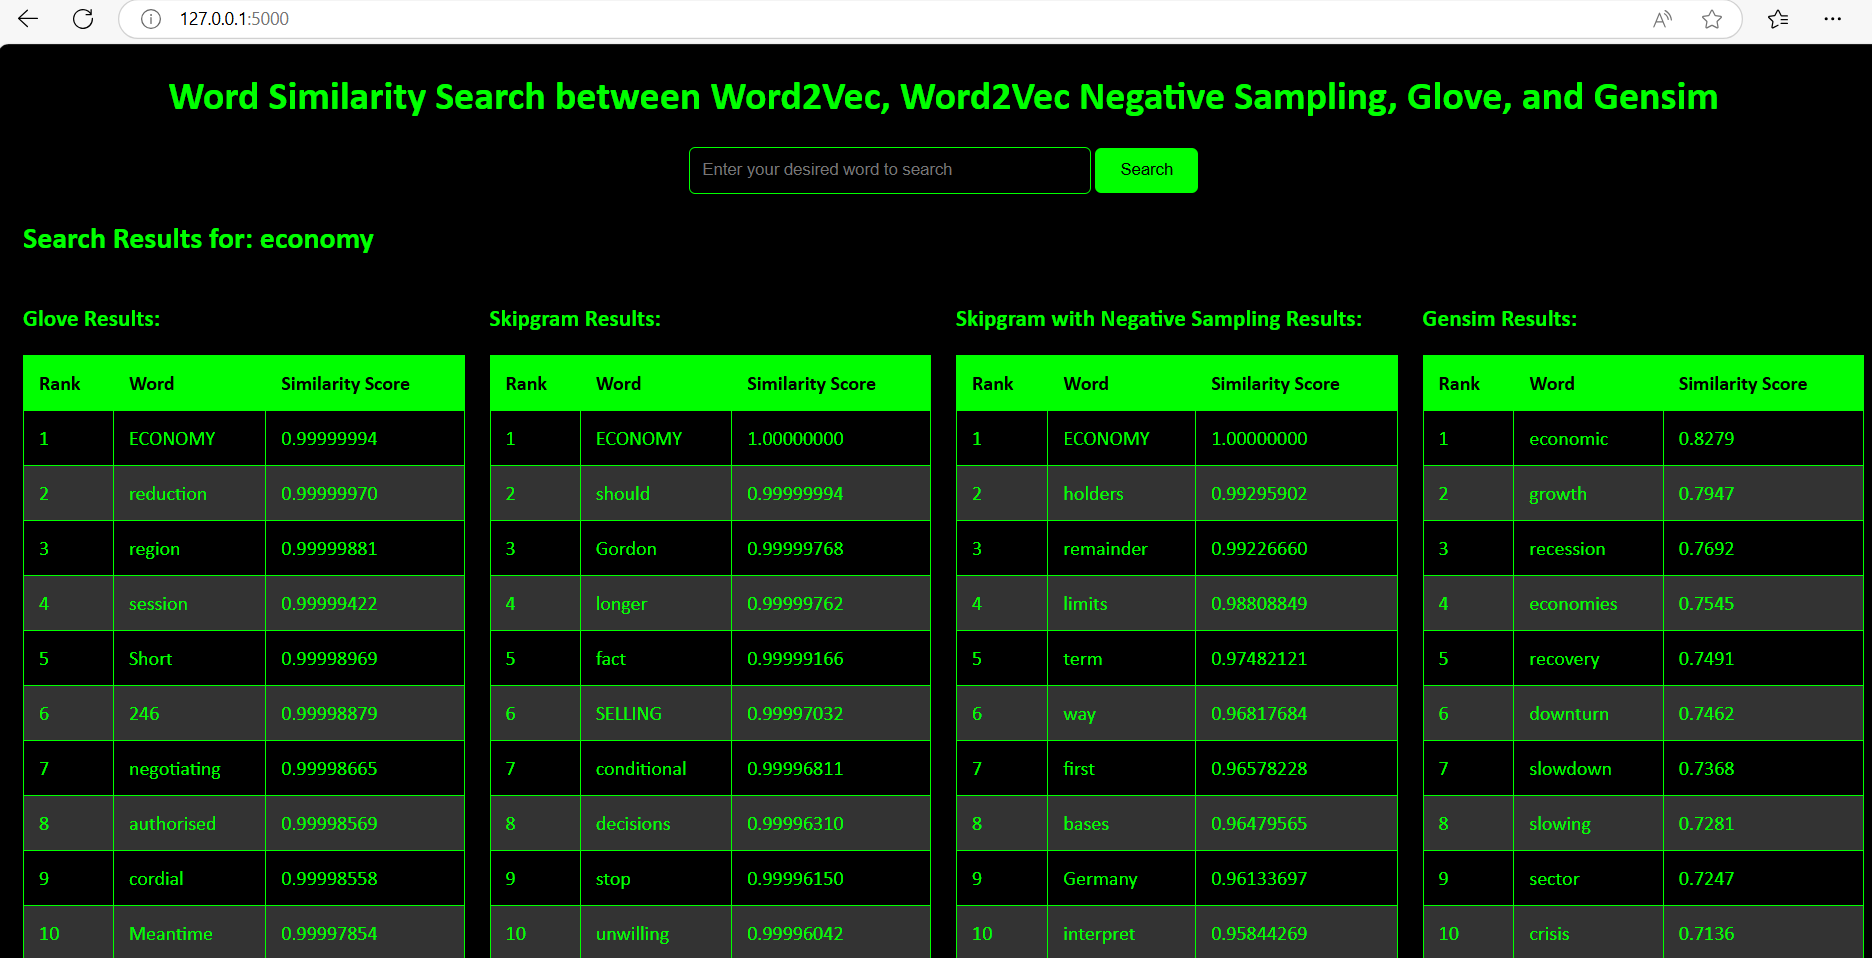 127.0.0.1:5000
Word Similarity Search between Word2Vec, Word2Vec Negative Sampling, Glove, and Gensim
Enter your desired word to search Search
Search Results for: economy
Glove Results:
Rank Word Similarity Score
1 ECONOMY 0.99999994
2 reduction 0.99999970
3 region 0.99999881
4 session 0.99999422
5 Short 0.99998969
6 246 0.99998879
7 negotiating 0.99998665
8 authorised 0.99998569
9 cordial 0.99998558
10 Meantime 0.99997854
Skipgram Results:
Rank Word Similarity Score
1 ECONOMY 1.00000000
2 should 0.99999994
3 Gordon 0.99999768
4 longer 0.99999762
5 fact 0.99999166
6 SELLING 0.99997032
7 conditional 0.99996811
8 decisions 0.99996310
9 stop 0.99996150
10 unwilling 0.99996042
Skipgram with Negative Sampling Results:
Rank Word Similarity Score
1 ECONOMY 1.00000000
2 holders 0.99295902
3 remainder 0.99226660
4 limits 0.98808849
5 term 0.97482121
6 way 0.96817684
7 first 0.96578228
8 bases 0.96479565
9 Germany 0.96133697
10 interpret 0.95844269
Gensim Results:
Rank Word Similarity Score
1 economic 0.8279
2 growth 0.7947
3 recession 0.7692
4 economies 0.7545
5 recovery 0.7491
6 downturn 0.7462
7 slowdown 0.7368
8 slowing 0.7281
9 sector 0.7247
10 crisis 0.7136